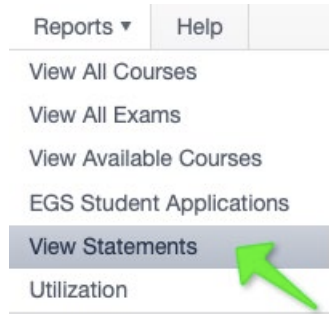 Reports ▾ Help
View All Courses
View All Exams
View Available Courses
EGS Student Applications
View Statements
Utilization